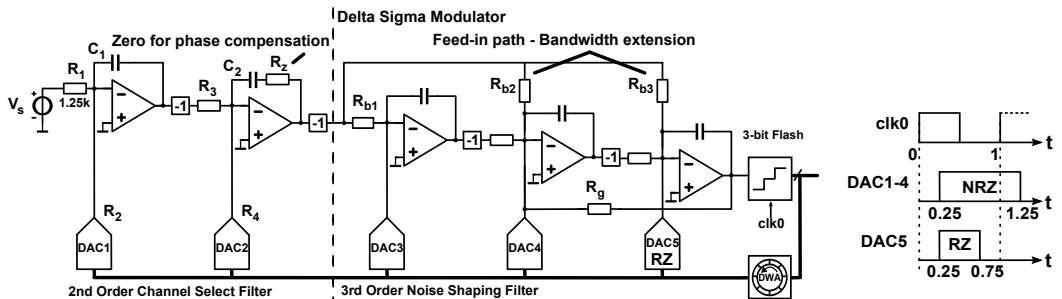 Delta Sigma Modulator
Zero for phase compensation
Feed-in path - Bandwidth extension
C1
R1
1.25k
Vs
C2
Rz
R3
-1
-1
Rb1
Rb2
Rb3
-1
-1
Rg
3-bit Flash
clk0
R2
R4
DAC1
DAC2
DAC3
DAC4
DAC5
RZ
DWA
2nd Order Channel Select Filter
3rd Order Noise Shaping Filter
clk0
0
1
t
DAC1-4
NRZ
0.25
1.25
t
DAC5
RZ
0.25
0.75
t